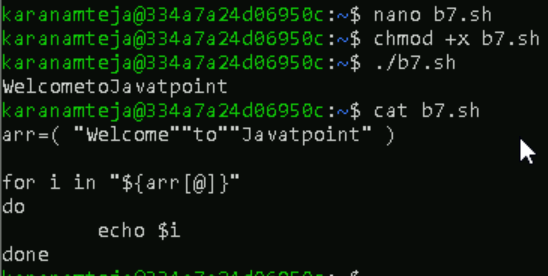 karanamteja@334a7a24d06950c:~$ nano b7.sh
karanamteja@334a7a24d06950c:~$ chmod +x b7.sh
karanamteja@334a7a24d06950c:~$ ./b7.sh
WelcometoJavatpoint
karanamteja@334a7a24d06950c:~$ cat b7.sh
arr=( "Welcome""to""Javatpoint" )
for i in "${arr[@]}"
do
echo $i
done